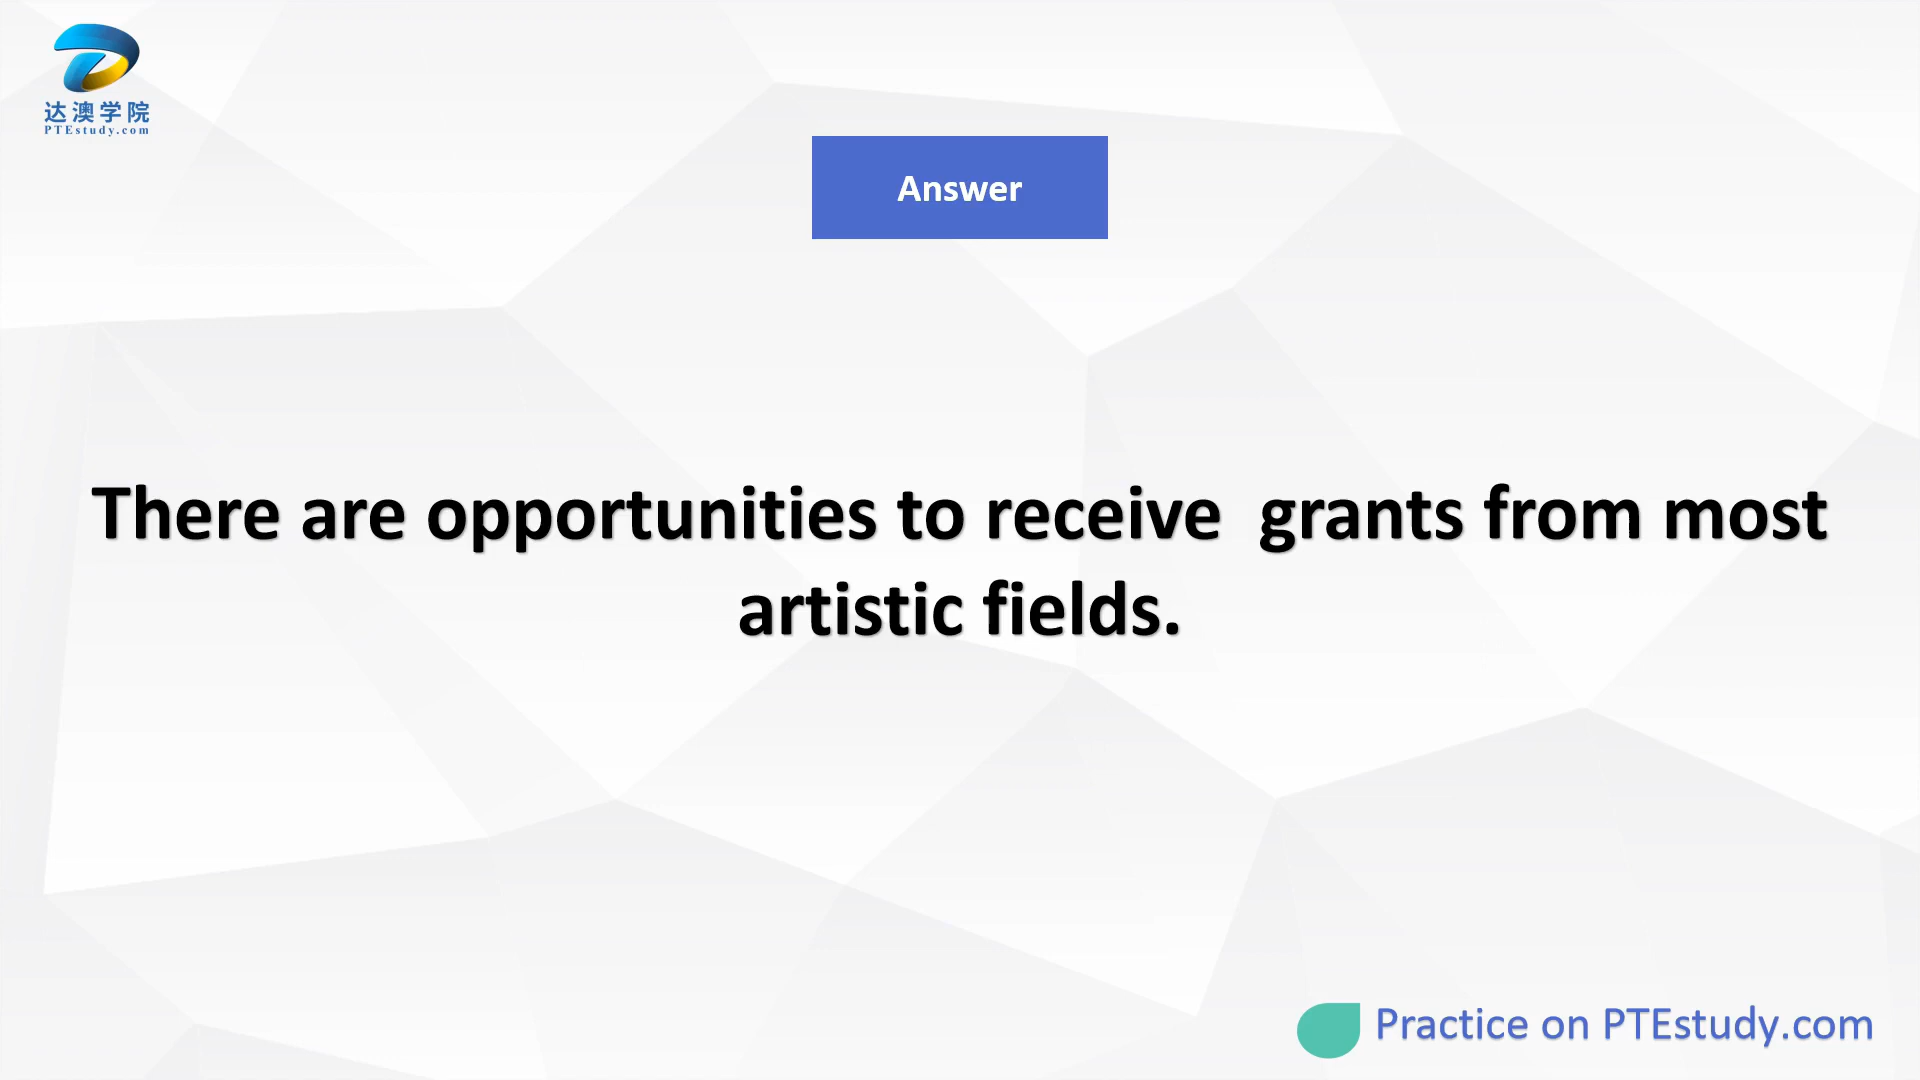 达澳学院
PTEstudy.com
Answer
There are opportunities to receive  grants from most
artistic fields.
Practice on PTEstudy.com